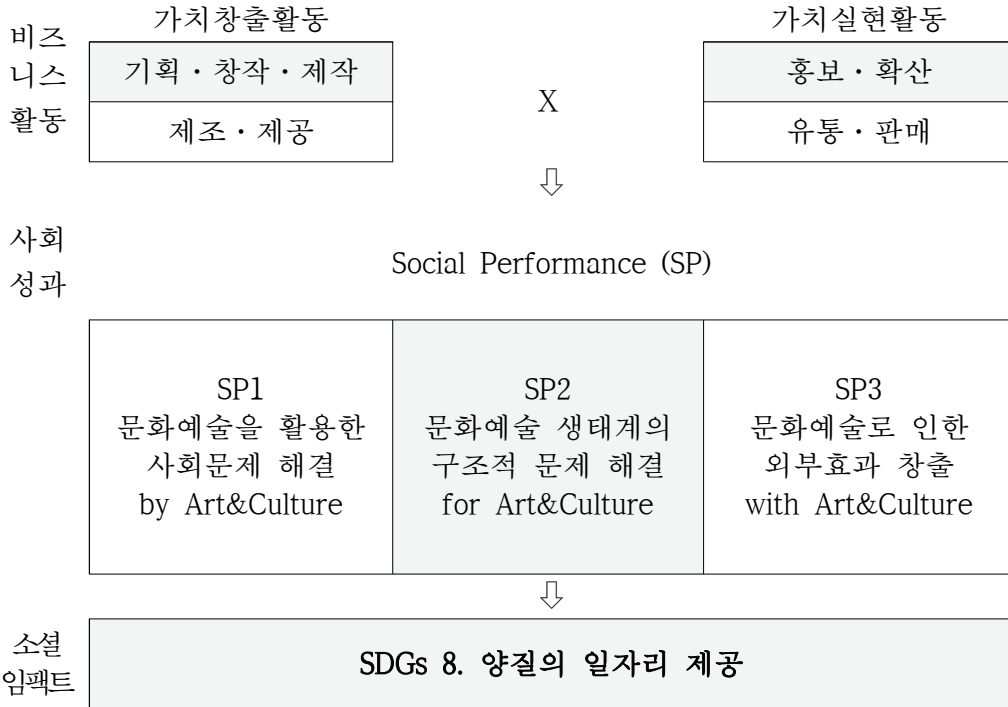 비즈
니스
활동
가치창출활동
가치실현활동
기획・창작・제작
X
홍보・확산
제조・제공
유통・판매
⇩
사회
성과
Social Performance (SP)
SP1
문화예술을 활용한
사회문제 해결
by Art&Culture
SP2
문화예술 생태계의
구조적 문제 해결
for Art&Culture
SP3
문화예술로 인한
외부효과 창출
with Art&Culture
⇩
소셜
임팩트
SDGs 8. 양질의 일자리 제공